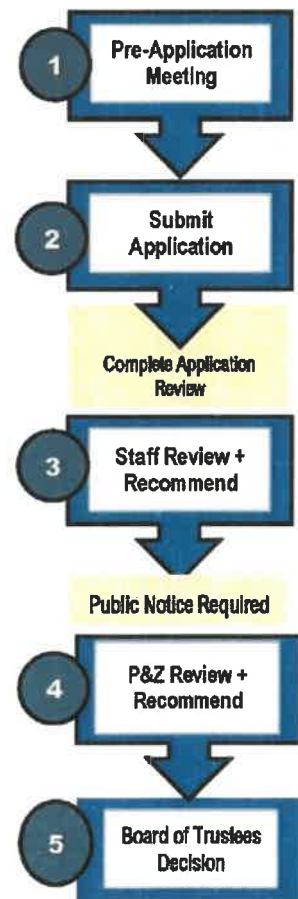 1
Pre-Application
Meeting
2
Submit
Application
Complete Application
Review
3
Staff Review +
Recommend
Public Notice Required
4
P&Z Review +
Recommend
5
Board of Trustees
Decision